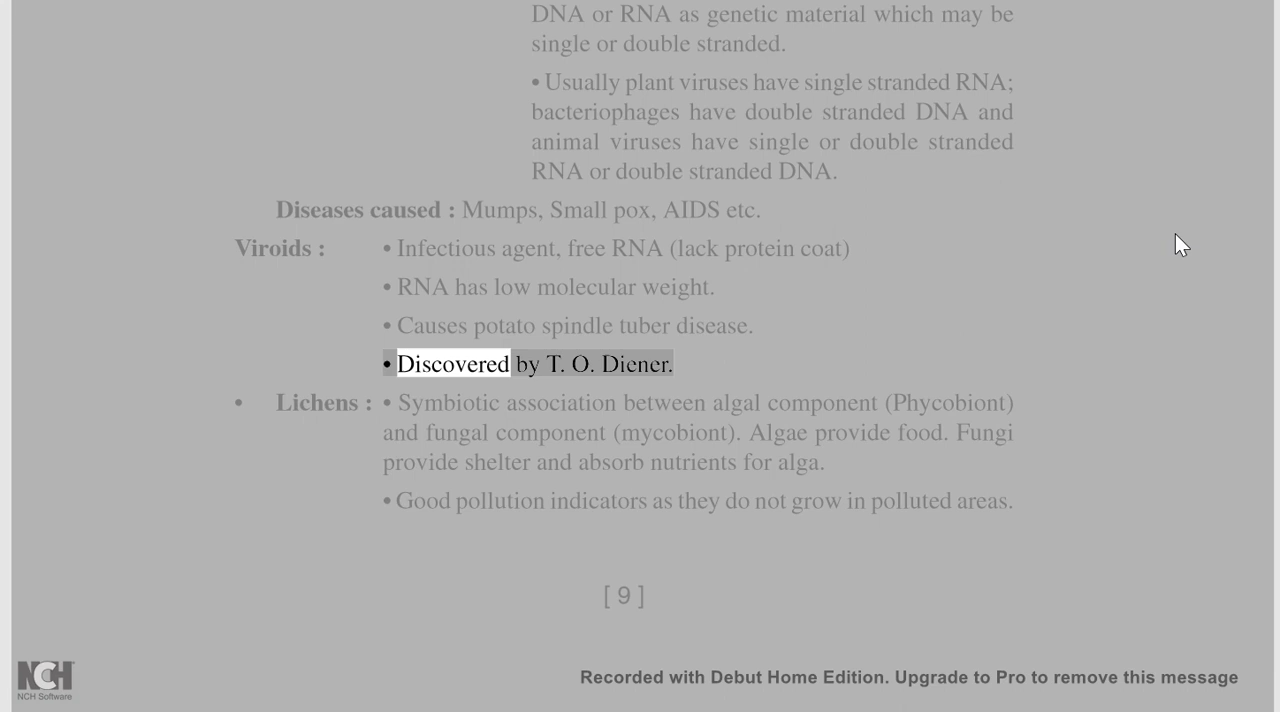 DNA or RNA as genetic material which may be
single or double stranded.
• Usually plant viruses have single stranded RNA;
bacteriophages have double stranded DNA and
animal viruses have single or double stranded
RNA or double stranded DNA.
Diseases caused : Mumps, Small pox, AIDS etc.
Viroids : • Infectious agent, free RNA (lack protein coat)
• RNA has low molecular weight.
• Causes potato spindle tuber disease.
• Discovered by T. O. Diener.
• Lichens : • Symbiotic association between algal component (Phycobiont)
and fungal component (mycobiont). Algae provide food. Fungi
provide shelter and absorb nutrients for alga.
• Good pollution indicators as they do not grow in polluted areas.
[ 9 ]
NCH
NCH Software
Recorded with Debut Home Edition. Upgrade to Pro to remove this message